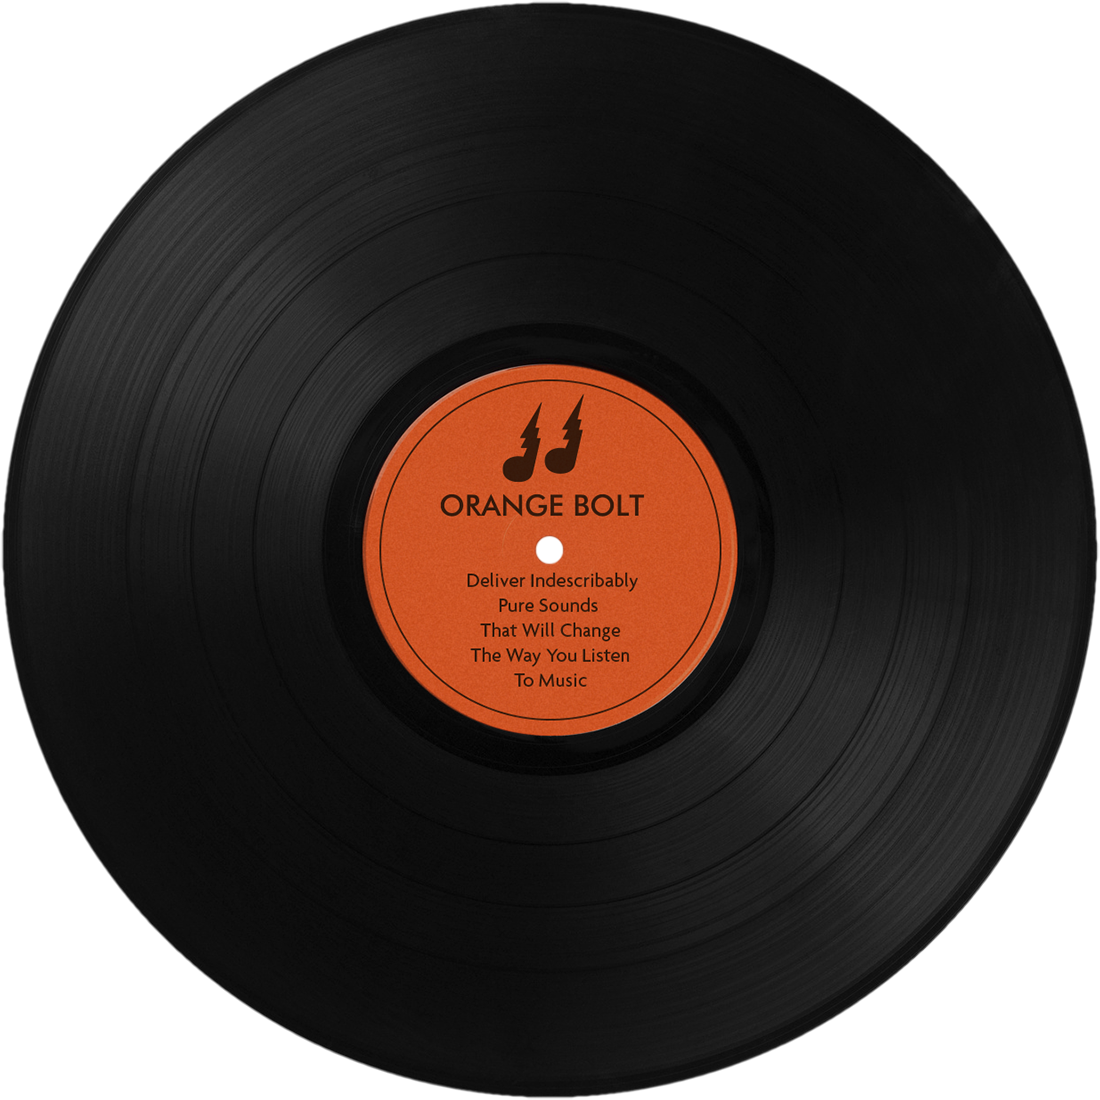 ORANGE BOLT
Deliver Indescribably
Pure Sounds
That Will Change
The Way You Listen
To Music